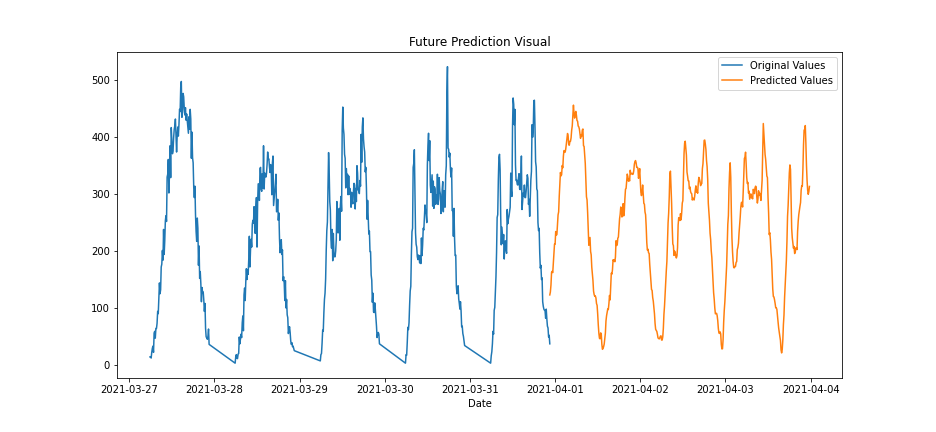 Future Prediction Visual
Original Values
Predicted Values
500
400
300
200
100
0
2021-03-27 2021-03-28 2021-03-29 2021-03-30 2021-03-31 2021-04-01 2021-04-02 2021-04-03 2021-04-04
Date